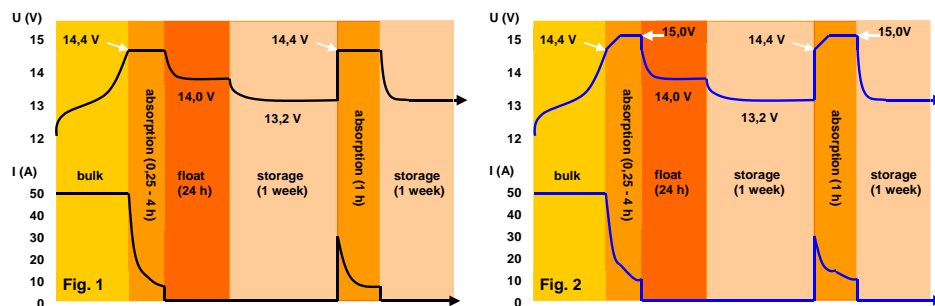 U (V)
15
14
13
12
14,4 V
14,0 V
13,2 V
14,4 V
I (A)
50
40
30
20
10
0
bulk
absorption (0,25 - 4 h)
float
(24 h)
storage
(1 week)
absorption (1 h)
storage
(1 week)
Fig. 1
U (V)
15
14
13
12
14,4 V
15,0 V
14,0 V
13,2 V
14,4 V
15,0V
I (A)
50
40
30
20
10
0
bulk
absorption (0,25 - 4 h)
float
(24 h)
storage
(1 week)
absorption (1 h)
storage
(1 week)
Fig. 2